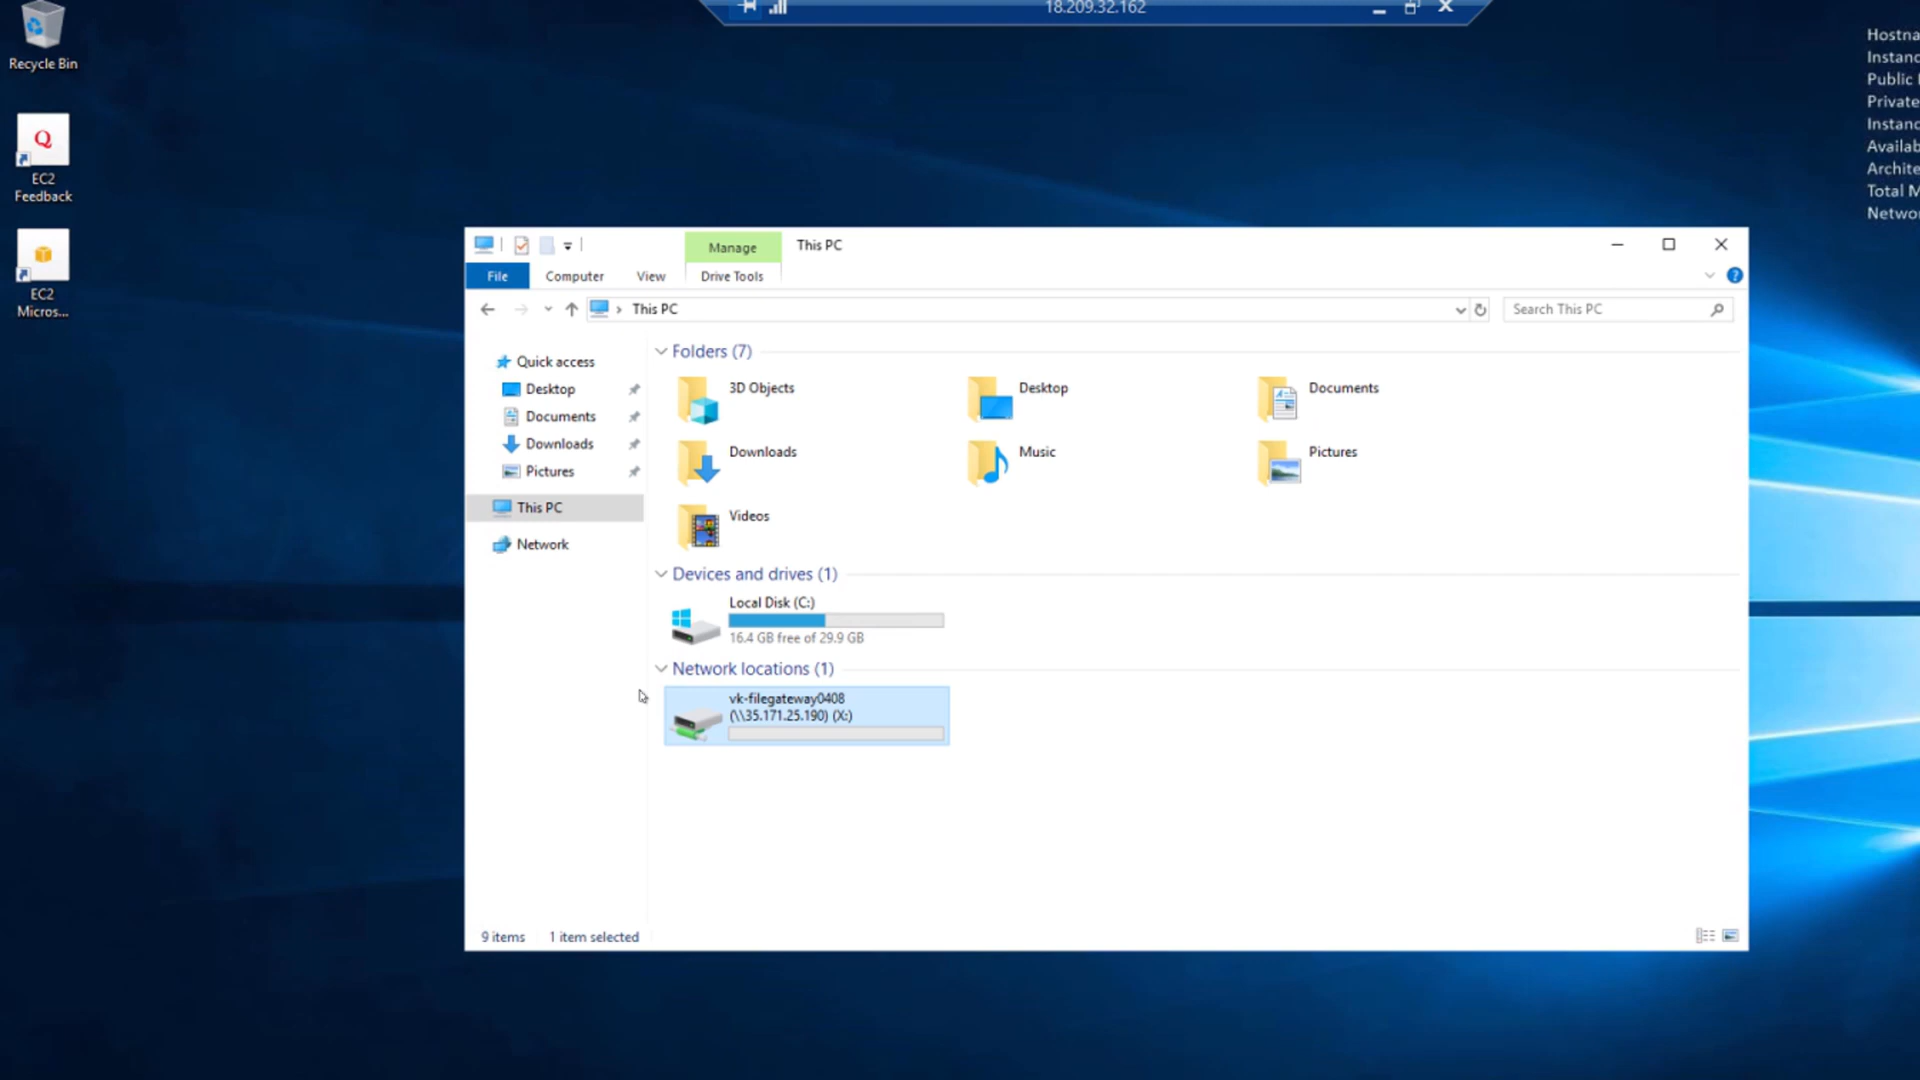 18.209.32.162
Recycle Bin
Q
EC2
Feedback
EC2
Micros...
Hostna
Instanc
Public
Private
Instanc
Availab
Archite
Total M
Networ
Manage
This PC
File
Computer
View
Drive Tools
This PC
Search This PC
Quick access
Desktop
Documents
Downloads
Pictures
This PC
Network
Folders (7)
3D Objects
Desktop
Documents
Downloads
Music
Pictures
Videos
Devices and drives (1)
Local Disk (C:)
16.4 GB free of 29.9 GB
Network locations (1)
vk-filegateway0408
(\\35.171.25.190) (X:)
9 items
1 item selected